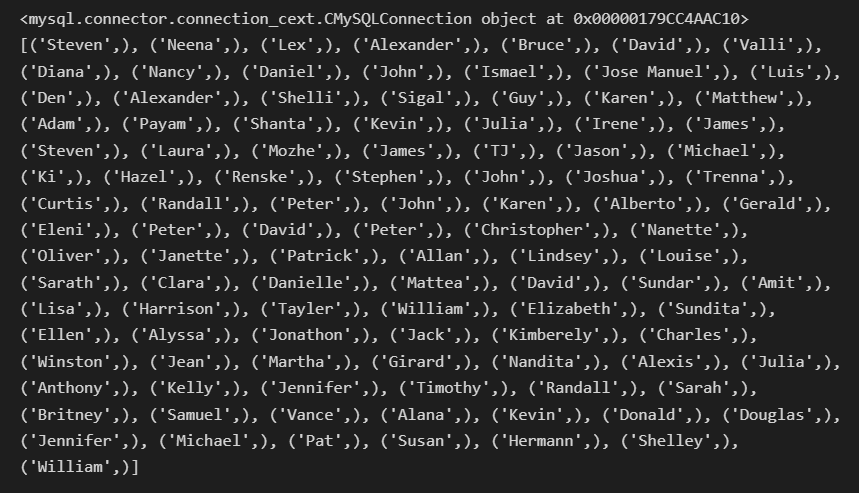 <mysql.connector.connection_cext.CMySQLConnection object at 0x00000179CC4AAC10>
[('Steven',), ('Neena',), ('Lex',), ('Alexander',), ('Bruce',), ('David',), ('Valli',),
('Diana',), ('Nancy',), ('Daniel',), ('John',), ('Ismael',), ('Jose Manuel',), ('Luis',),
('Den',), ('Alexander',), ('Shelli',), ('Sigal',), ('Guy',), ('Karen',), ('Matthew',),
('Adam',), ('Payam',), ('Shanta',), ('Kevin',), ('Julia',), ('Irene',), ('James',),
('Steven',), ('Laura',), ('Mozhe',), ('James',), ('TJ',), ('Jason',), ('Michael',),
('Ki',), ('Hazel',), ('Renske',), ('Stephen',), ('John',), ('Joshua',), ('Trenna',),
('Curtis',), ('Randall',), ('Peter',), ('John',), ('Karen',), ('Alberto',), ('Gerald',),
('Eleni',), ('Peter',), ('David',), ('Peter',), ('Christopher',), ('Nanette',),
('Oliver',), ('Janette',), ('Patrick',), ('Allan',), ('Lindsey',), ('Louise',),
('Sarath',), ('Clara',), ('Danielle',), ('Mattea',), ('David',), ('Sundar',), ('Amit',),
('Lisa',), ('Harrison',), ('Tayler',), ('William',), ('Elizabeth',), ('Sundita',),
('Ellen',), ('Alyssa',), ('Jonathon',), ('Jack',), ('Kimberely',), ('Charles',),
('Winston',), ('Jean',), ('Martha',), ('Girard',), ('Nandita',), ('Alexis',), ('Julia',),
('Anthony',), ('Kelly',), ('Jennifer',), ('Timothy',), ('Randall',), ('Sarah',),
('Britney',), ('Samuel',), ('Vance',), ('Alana',), ('Kevin',), ('Donald',), ('Douglas',),
('Jennifer',), ('Michael',), ('Pat',), ('Susan',), ('Hermann',), ('Shelley',),
('William',)]